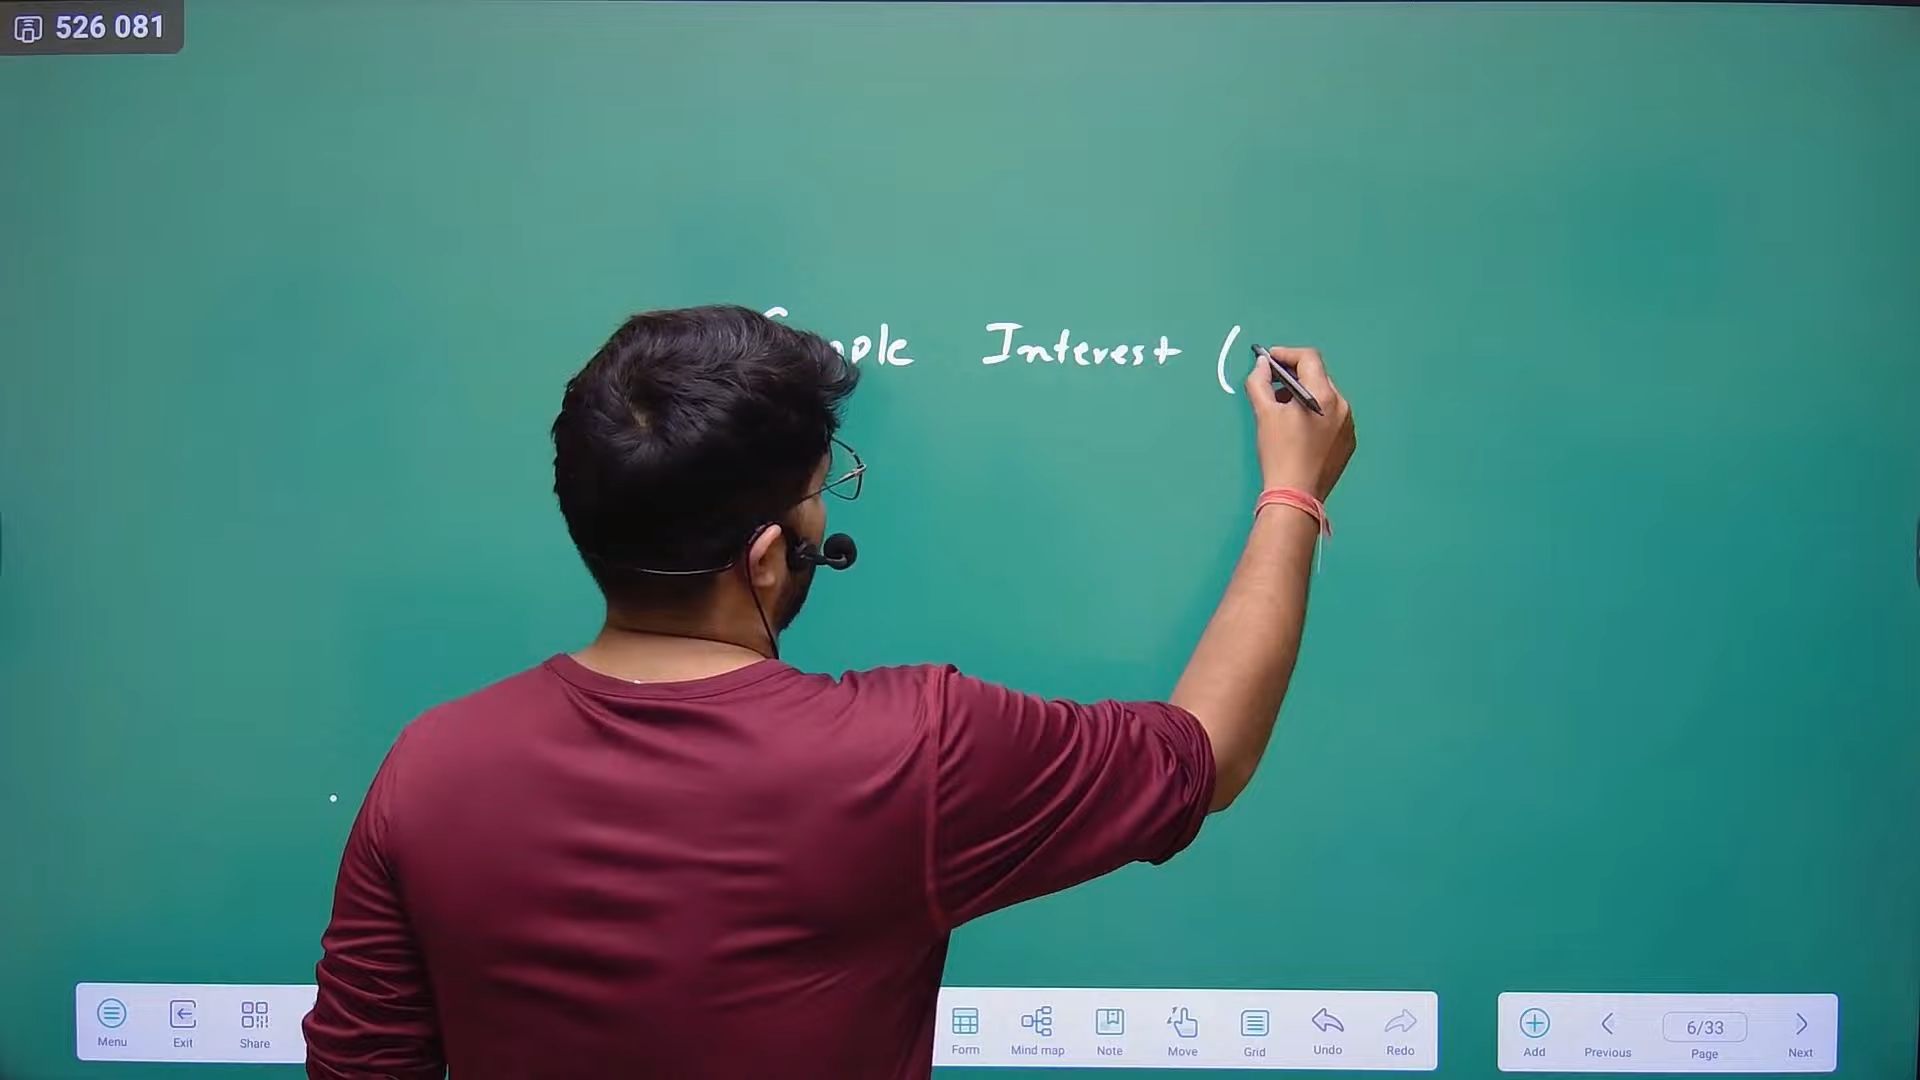 526 081
Interest (
Menu Exit Share Form Mind map Note Move Grid Undo Redo
Add Previous 6/33 Page Next